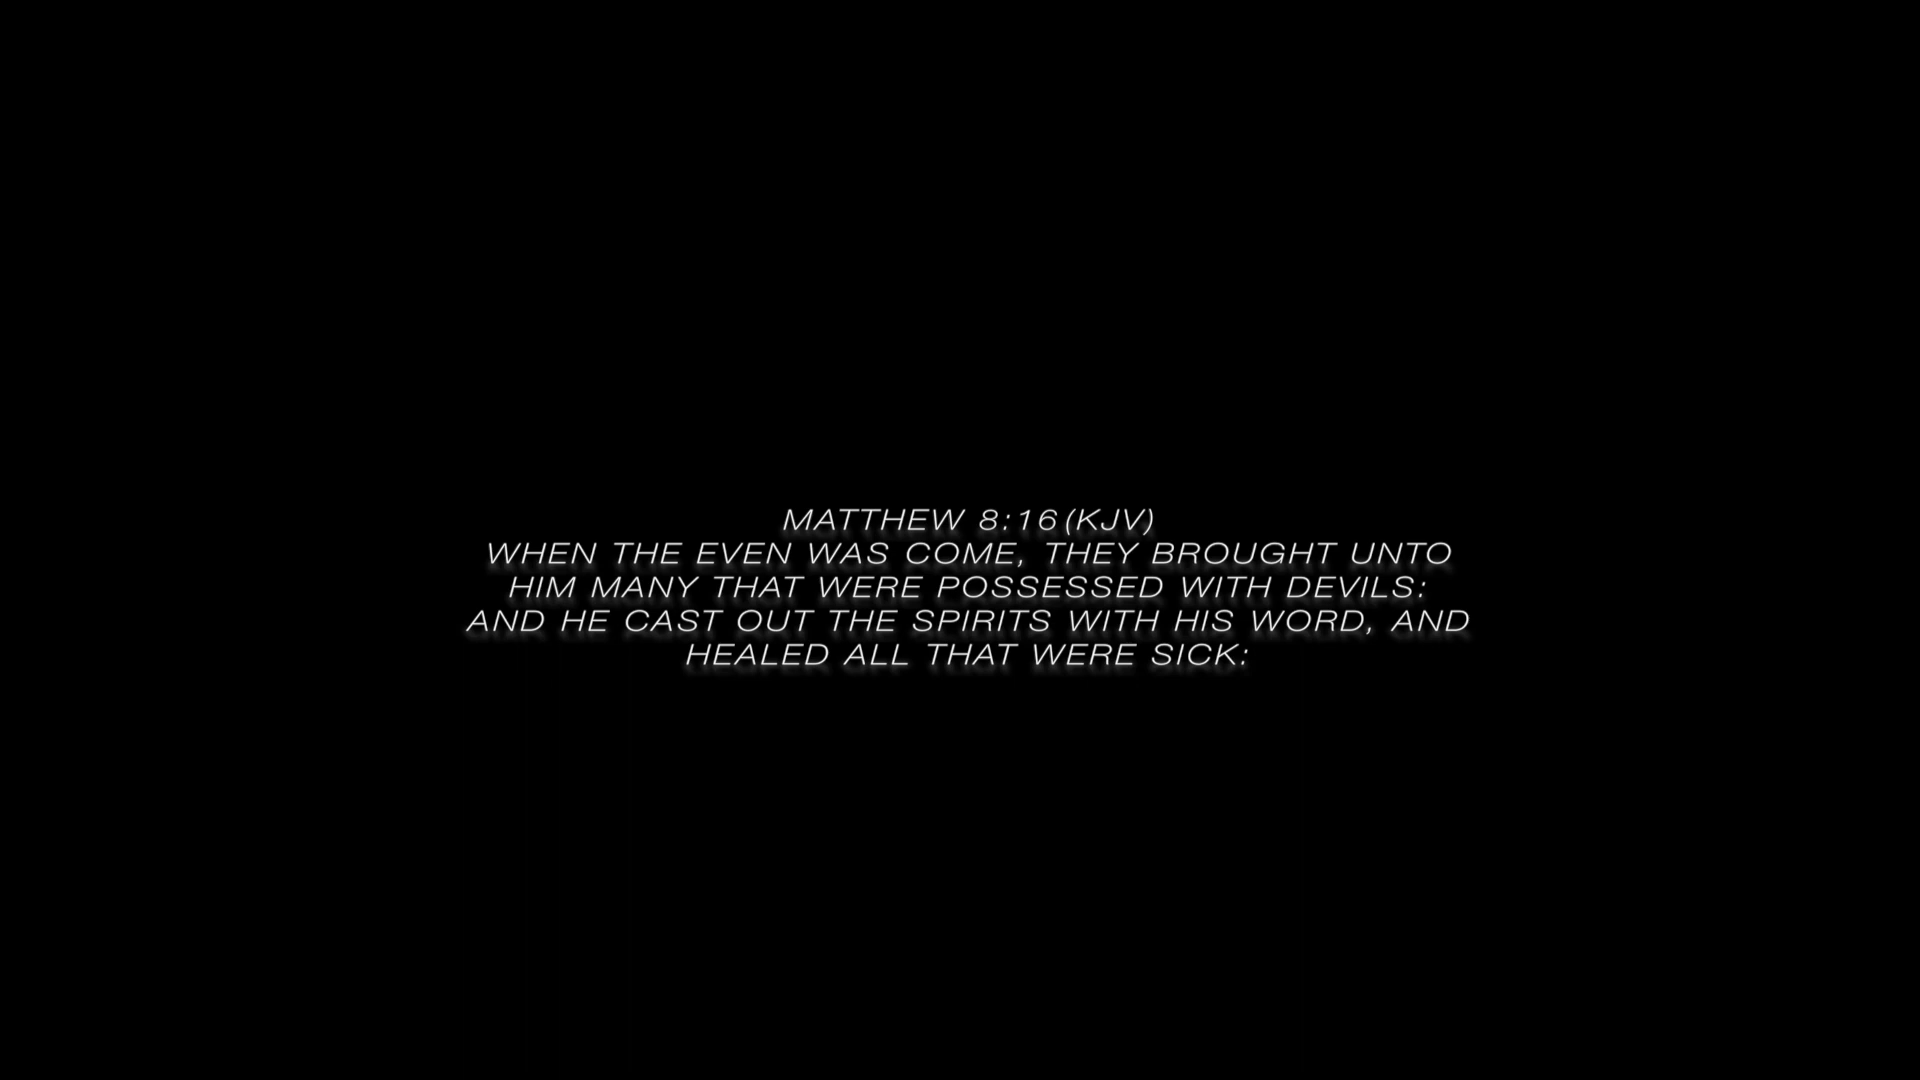 MATTHEW 8:16(KJV)
WHEN THE EVEN WAS COME, THEY BROUGHT UNTO
HIM MANY THAT WERE POSSESSED WITH DEVILS:
AND HE CAST OUT THE SPIRITS WITH HIS WORD, AND
HEALED ALL THAT WERE SICK: